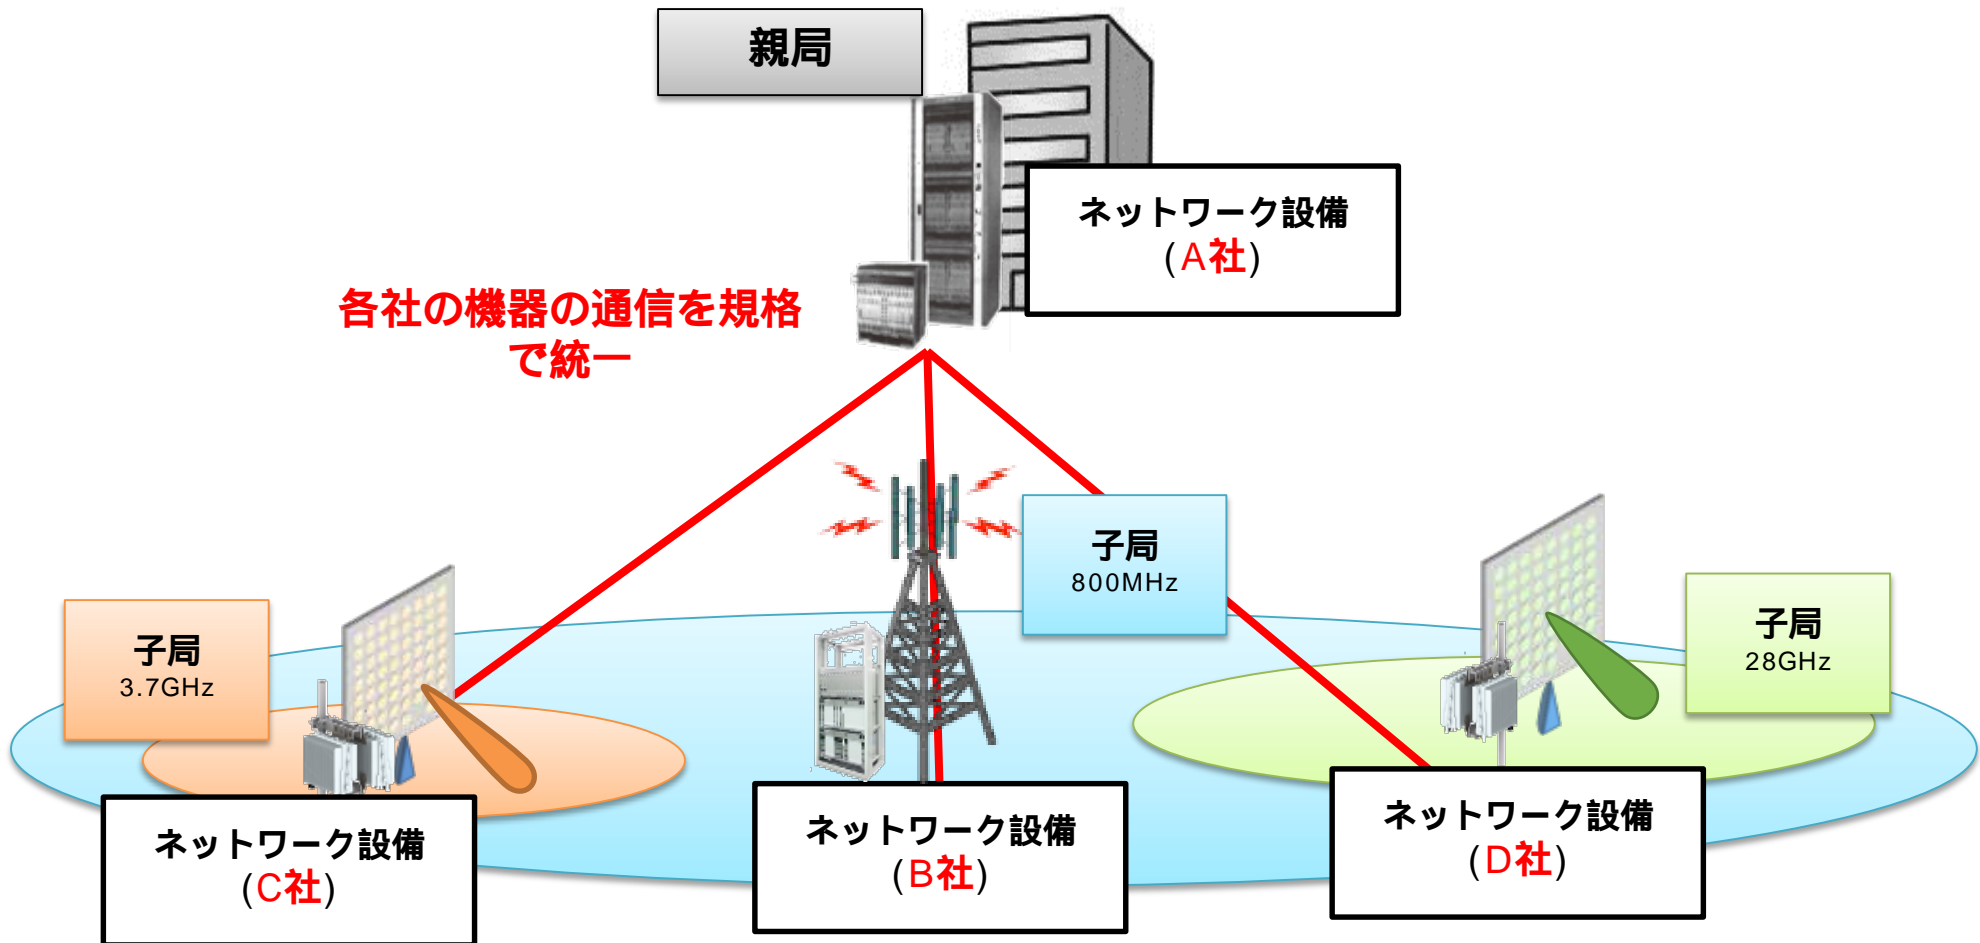 親局
ネットワーク設備
(A社)
各社の機器の通信を規格
で統一
子局
800MHz
子局
3.7GHz
子局
28GHz
ネットワーク設備
(C社)
ネットワーク設備
(B社)
ネットワーク設備
(D社)